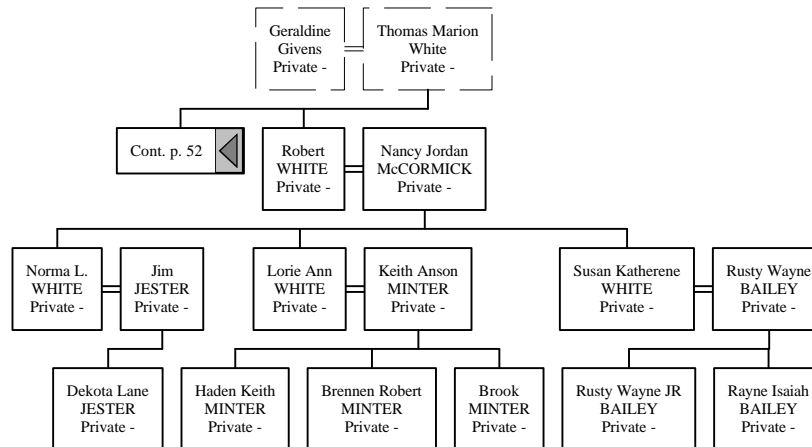 Geraldine
Givens
Private -
Thomas Marion
White
Private -
Cont. p. 52
Robert
WHITE
Private -
Nancy Jordan
McCORMICK
Private -
Norma L.
WHITE
Private -
Jim
JESTER
Private -
Lorie Ann
WHITE
Private -
Keith Anson
MINTER
Private -
Susan Katherene
WHITE
Private -
Rusty Wayne
BAILEY
Private -
Dekota Lane
JESTER
Private -
Haden Keith
MINTER
Private -
Brennen Robert
MINTER
Private -
Brook
MINTER
Private -
Rusty Wayne JR
BAILEY
Private -
Rayne Isaiah
BAILEY
Private -